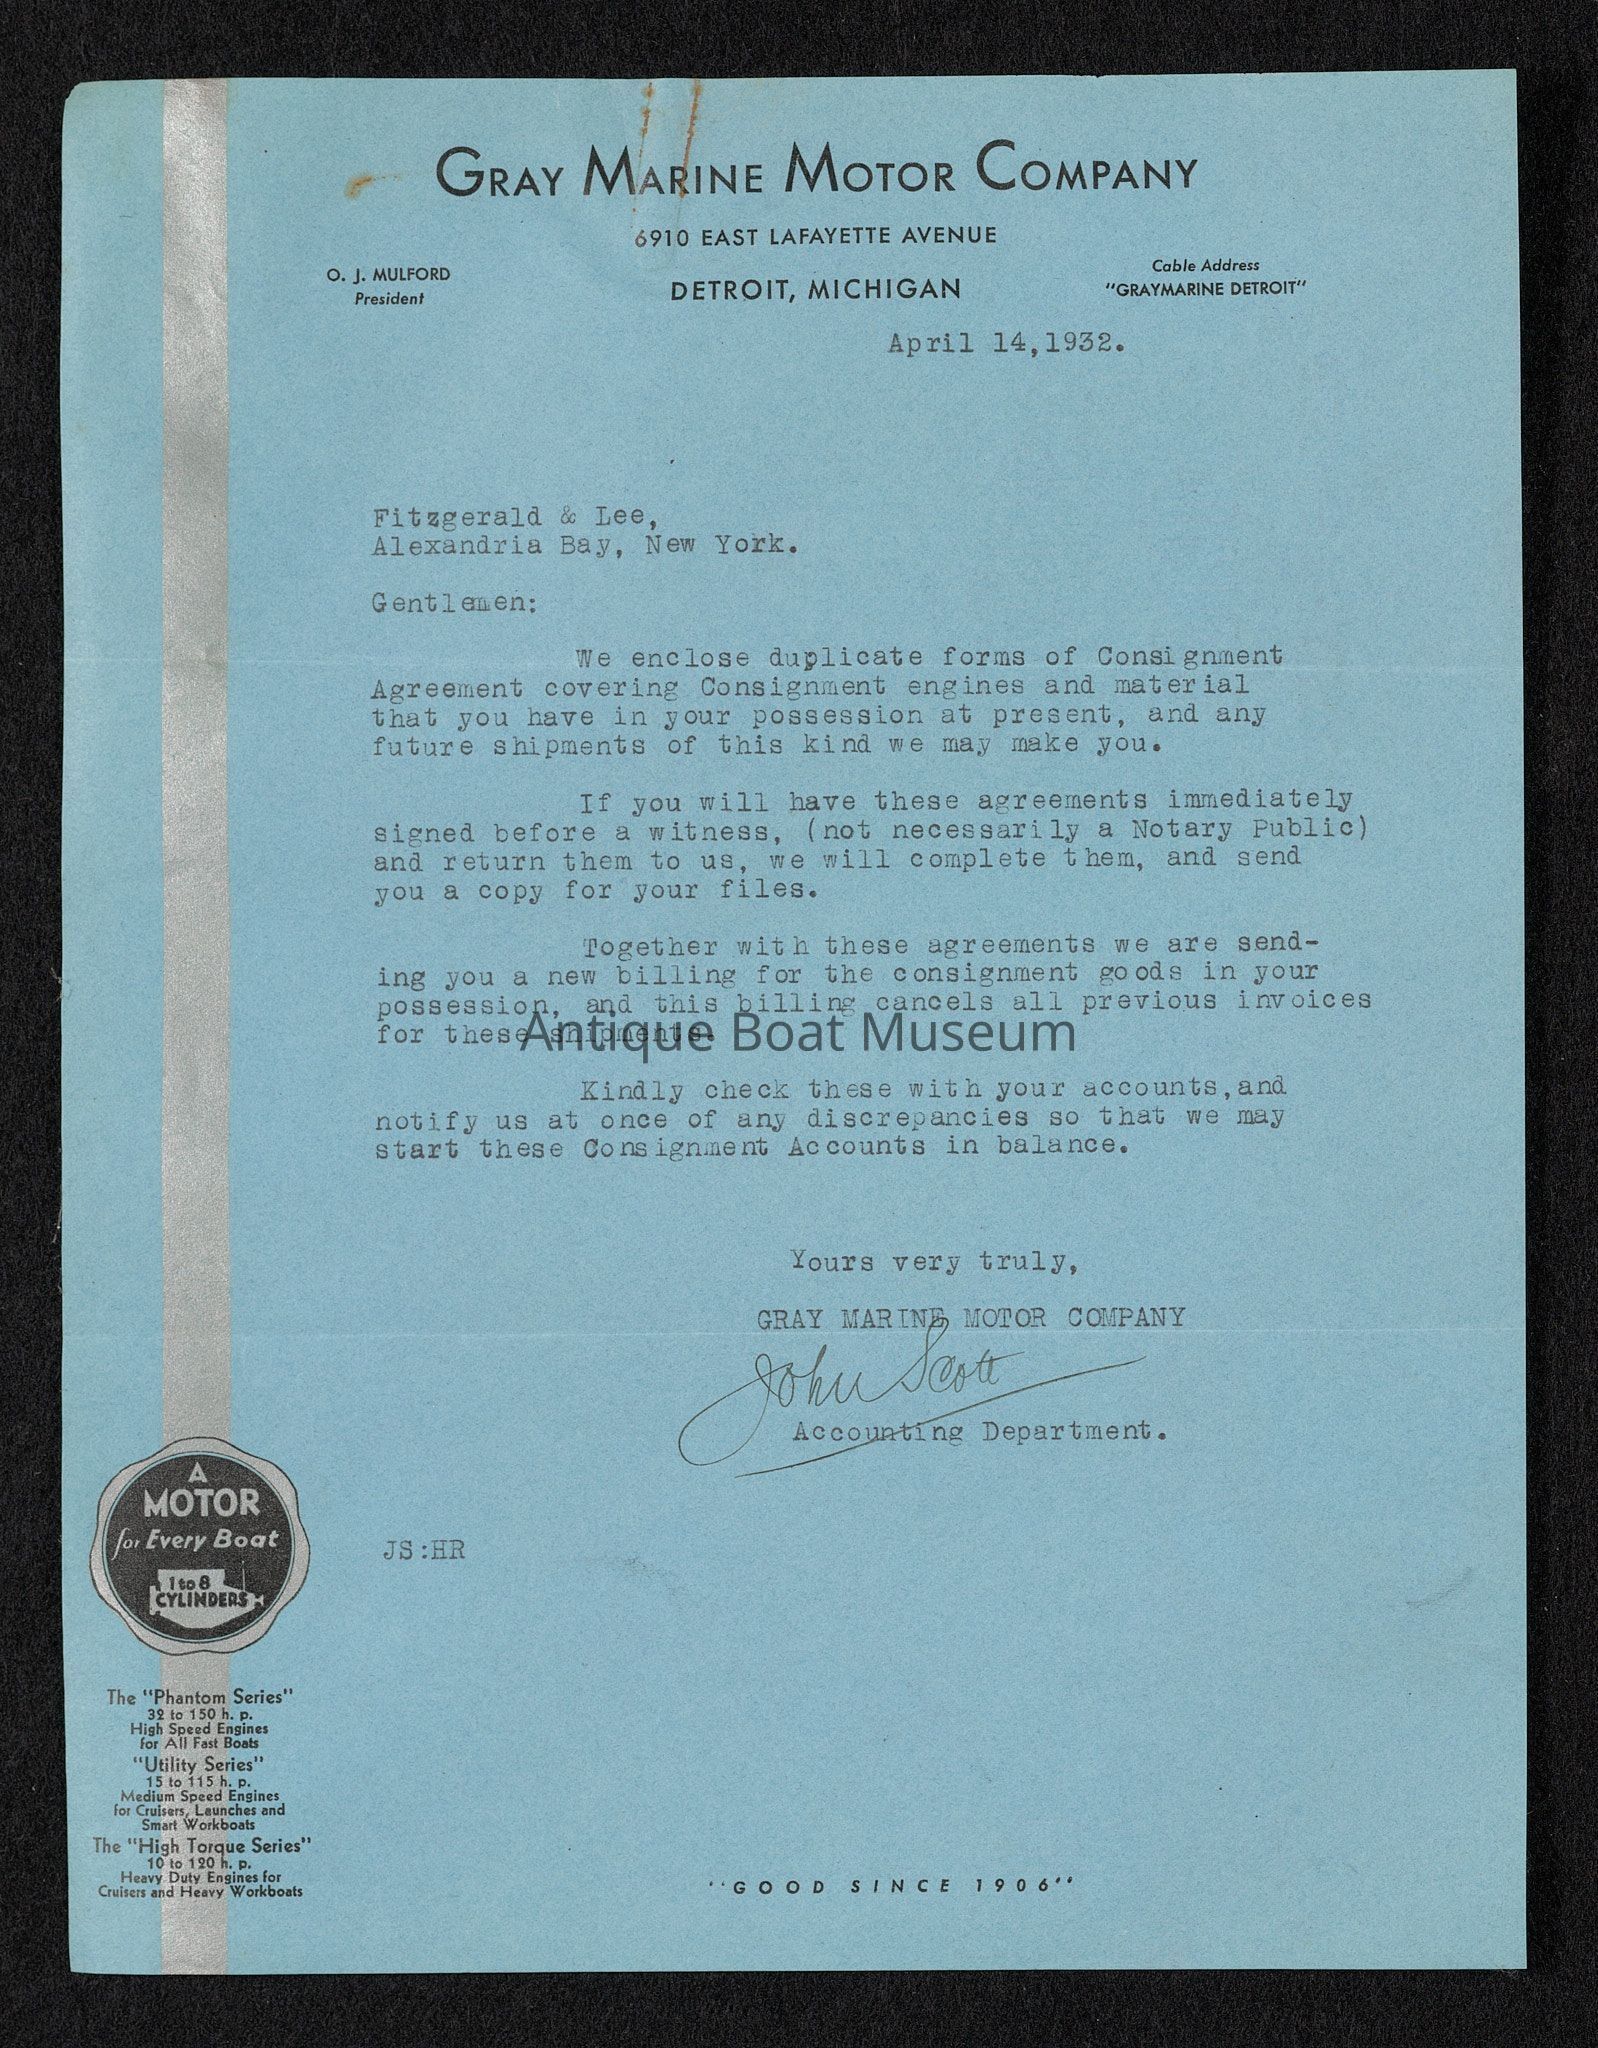 GRAY MARINE MOTOR COMPANY
6910 EAST LAFAYETTE AVENUE
O. J. MULFORD
President
DETROIT, MICHIGAN
Cable Address
"GRAYMARINE DETROIT"
April 14,1932.
Fitzgerald & Lee,
Alexandria Bay, New York.
Gentlemen:
We enclose duplicate forms of Consignment
Agreement covering Consignment engines and material
that you have in your possession at present, and any
future shipments of this kind we may make you.
If you will have these agreements immediately
signed before a witness, (not necessarily a Notary Public)
and return them to us, we will complete them, and send
you a copy for your files.
Together with these agreements we are send-
ing you a new billing for the consignment goods in your
possession, and this billing cancels all previous invoices
for these shipments.
Antique Boat Museum
Kindly check these with your accounts,and
notify us at once of any discrepancies so that we may
start these Consignment Accounts in balance.
Yours very truly,
GRAY MARINE MOTOR COMPANY
John Scott
Accounting Department.
JS:HR
A
MOTOR
for Every Boat
1 to 8
CYLINDERS
The "Phantom Series"
32 to 150 h. p.
High Speed Engines
for All Fast Boats
"Utility Series"
15 to 115 h. p.
Medium Speed Engines
for Cruisers, Launches and
Smart Workboats
The "High Torque Series"
10 to 120 h. p.
Heavy Duty Engines for
Cruisers and Heavy Workboats
"GOOD SINCE 1906"